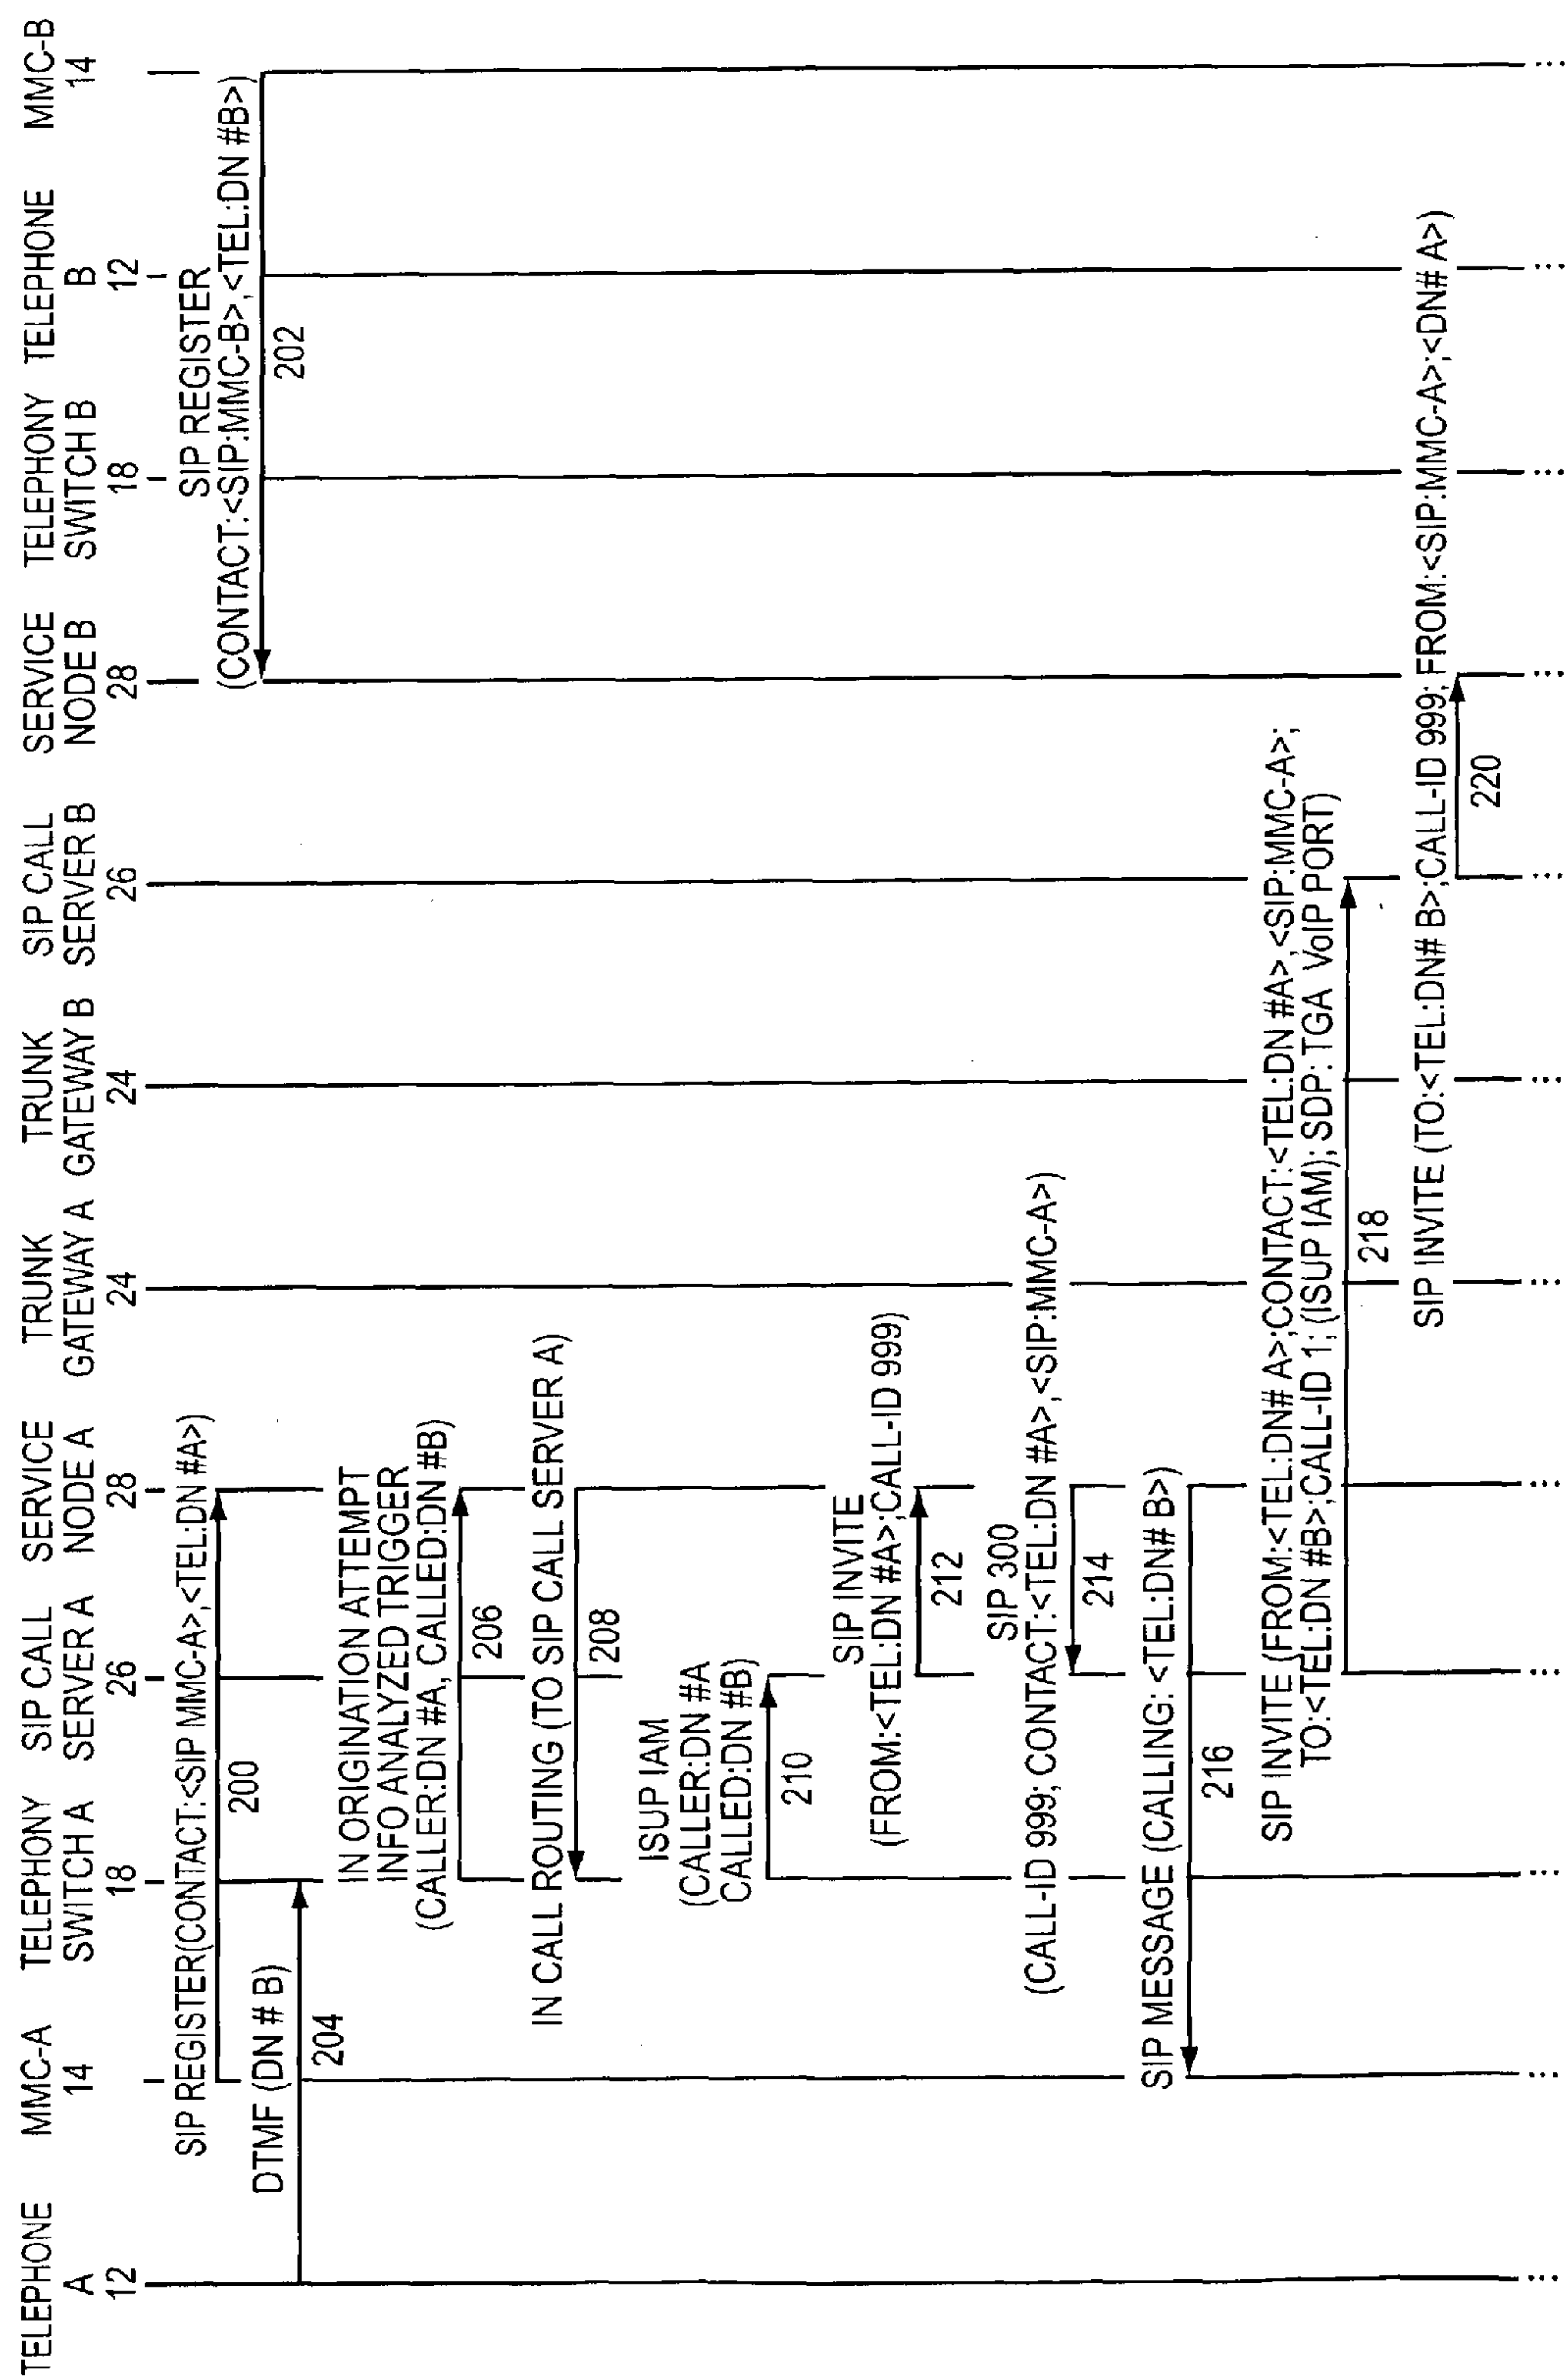 TELEPHONE A 12
MMC-A 14
TELEPHONY SWITCH A 18
SIP CALL SERVER A 26
SERVICE NODE A 28
TRUNK GATEWAY A 24
TRUNK GATEWAY B 24
SIP CALL SERVER B 26
SERVICE NODE B 28
TELEPHONY SWITCH B 18
TELEPHONE B 12
MMC-B 14
SIP REGISTER(CONTACT:<SIP MMC-A>,<TEL:DN #A>)
200
SIP REGISTER
(CONTACT:<SIP:MMC-B>,<TEL:DN #B>)
202
DTMF (DN # B)
204
IN ORIGINATION ATTEMPT
INFO ANALYZED TRIGGER
(CALLER:DN #A, CALLED:DN #B)
206
IN CALL ROUTING (TO SIP CALL SERVER A)
208
ISUP IAM
(CALLER:DN #A
CALLED:DN #B)
210
SIP INVITE
(FROM:<TEL:DN #A>;CALL-ID 999)
212
SIP 300
(CALL-ID 999; CONTACT:<TEL:DN #A>,<SIP:MMC-A>)
214
SIP MESSAGE (CALLING: <TEL:DN# B>)
216
SIP INVITE (FROM:<TEL:DN# A>;CONTACT:<TEL:DN #A>,<SIP:MMC-A>;
TO:<TEL:DN #B>;CALL-ID 1; (ISUP IAM); SDP: TGA VoIP PORT)
218
SIP INVITE (TO:<TEL:DN# B>;CALL-ID 999; FROM:<SIP:MMC-A>;<DN# A>)
220